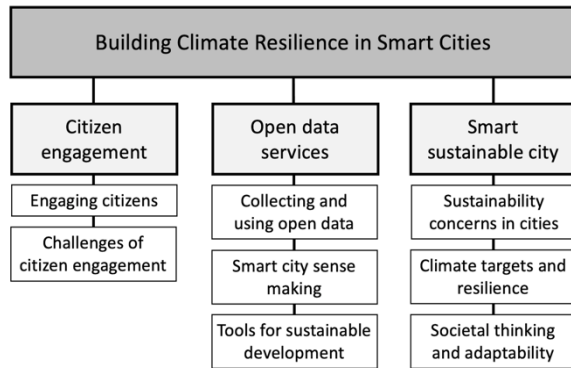 Building Climate Resilience in Smart Cities
Citizen
engagement
Engaging citizens
Challenges of
citizen engagement
Open data
services
Collecting and
using open data
Smart city sense
making
Tools for sustainable
development
Smart
sustainable city
Sustainability
concerns in cities
Climate targets and
resilience
Societal thinking
and adaptability